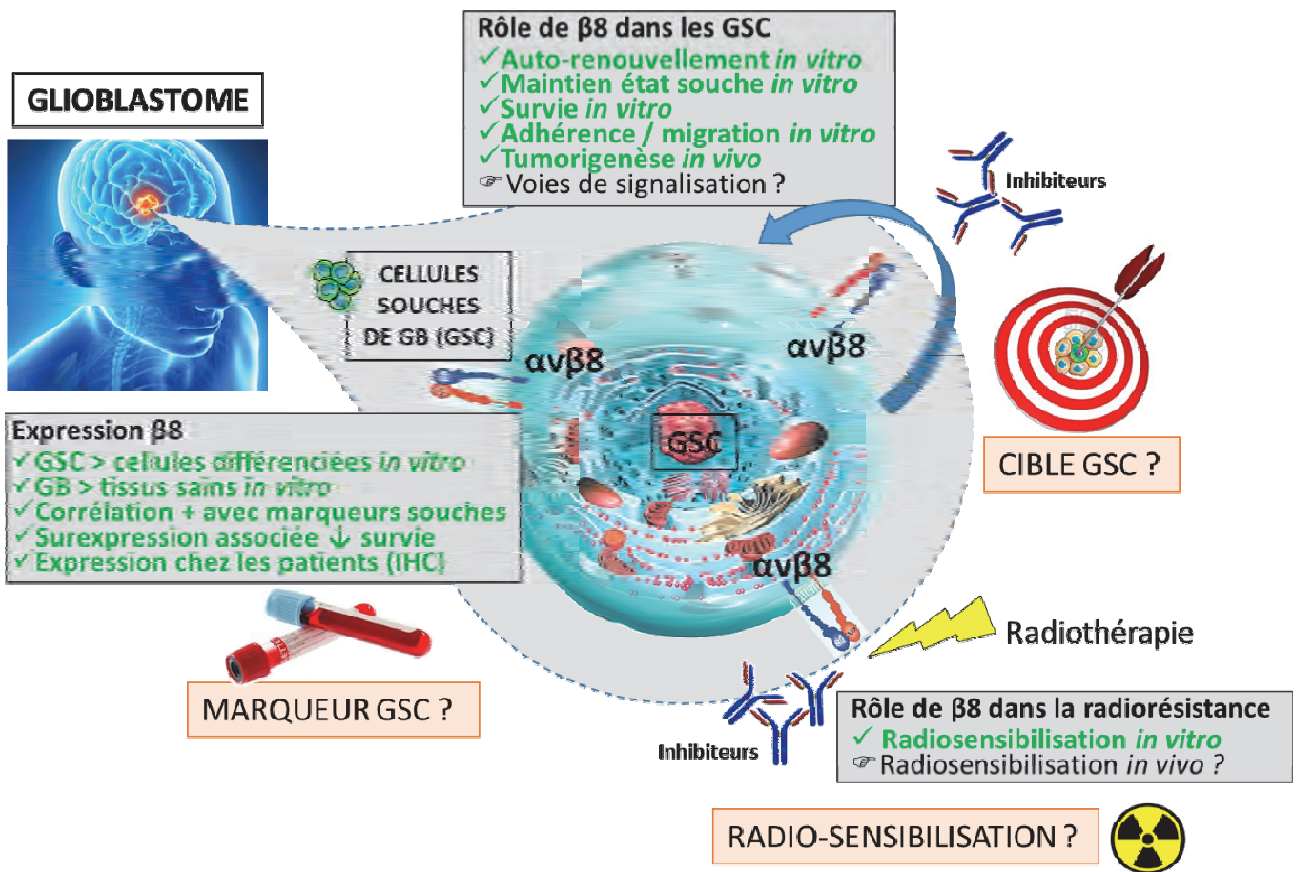 Rôle de β8 dans les GSC
✓Auto-renouvellement in vitro
✓Maintien état souche in vitro
✓Survie in vitro
✓Adhérence / migration in vitro
✓Tumorigenèse in vivo
☞ Voies de signalisation ?
GLIOBLASTOME
Inhibiteurs
CELLULES
SOUCHES
DE GB (GSC)
αvβ8
αvβ8
GSC
αvβ8
CIBLE GSC ?
Expression β8
✓ GSC > cellules différenciées in vitro
✓ GB > tissus sains in vitro
✓Corrélation + avec marqueurs souches
✓Surexpression associée ↓ survie
✓Expression chez les patients (IHC)
MARQUEUR GSC ?
Radiothérapie
Inhibiteurs
Rôle de β8 dans la radiorésistance
✓ Radiosensibilisation in vitro
☞ Radiosensibilisation in vivo ?
RADIO-SENSIBILISATION ?